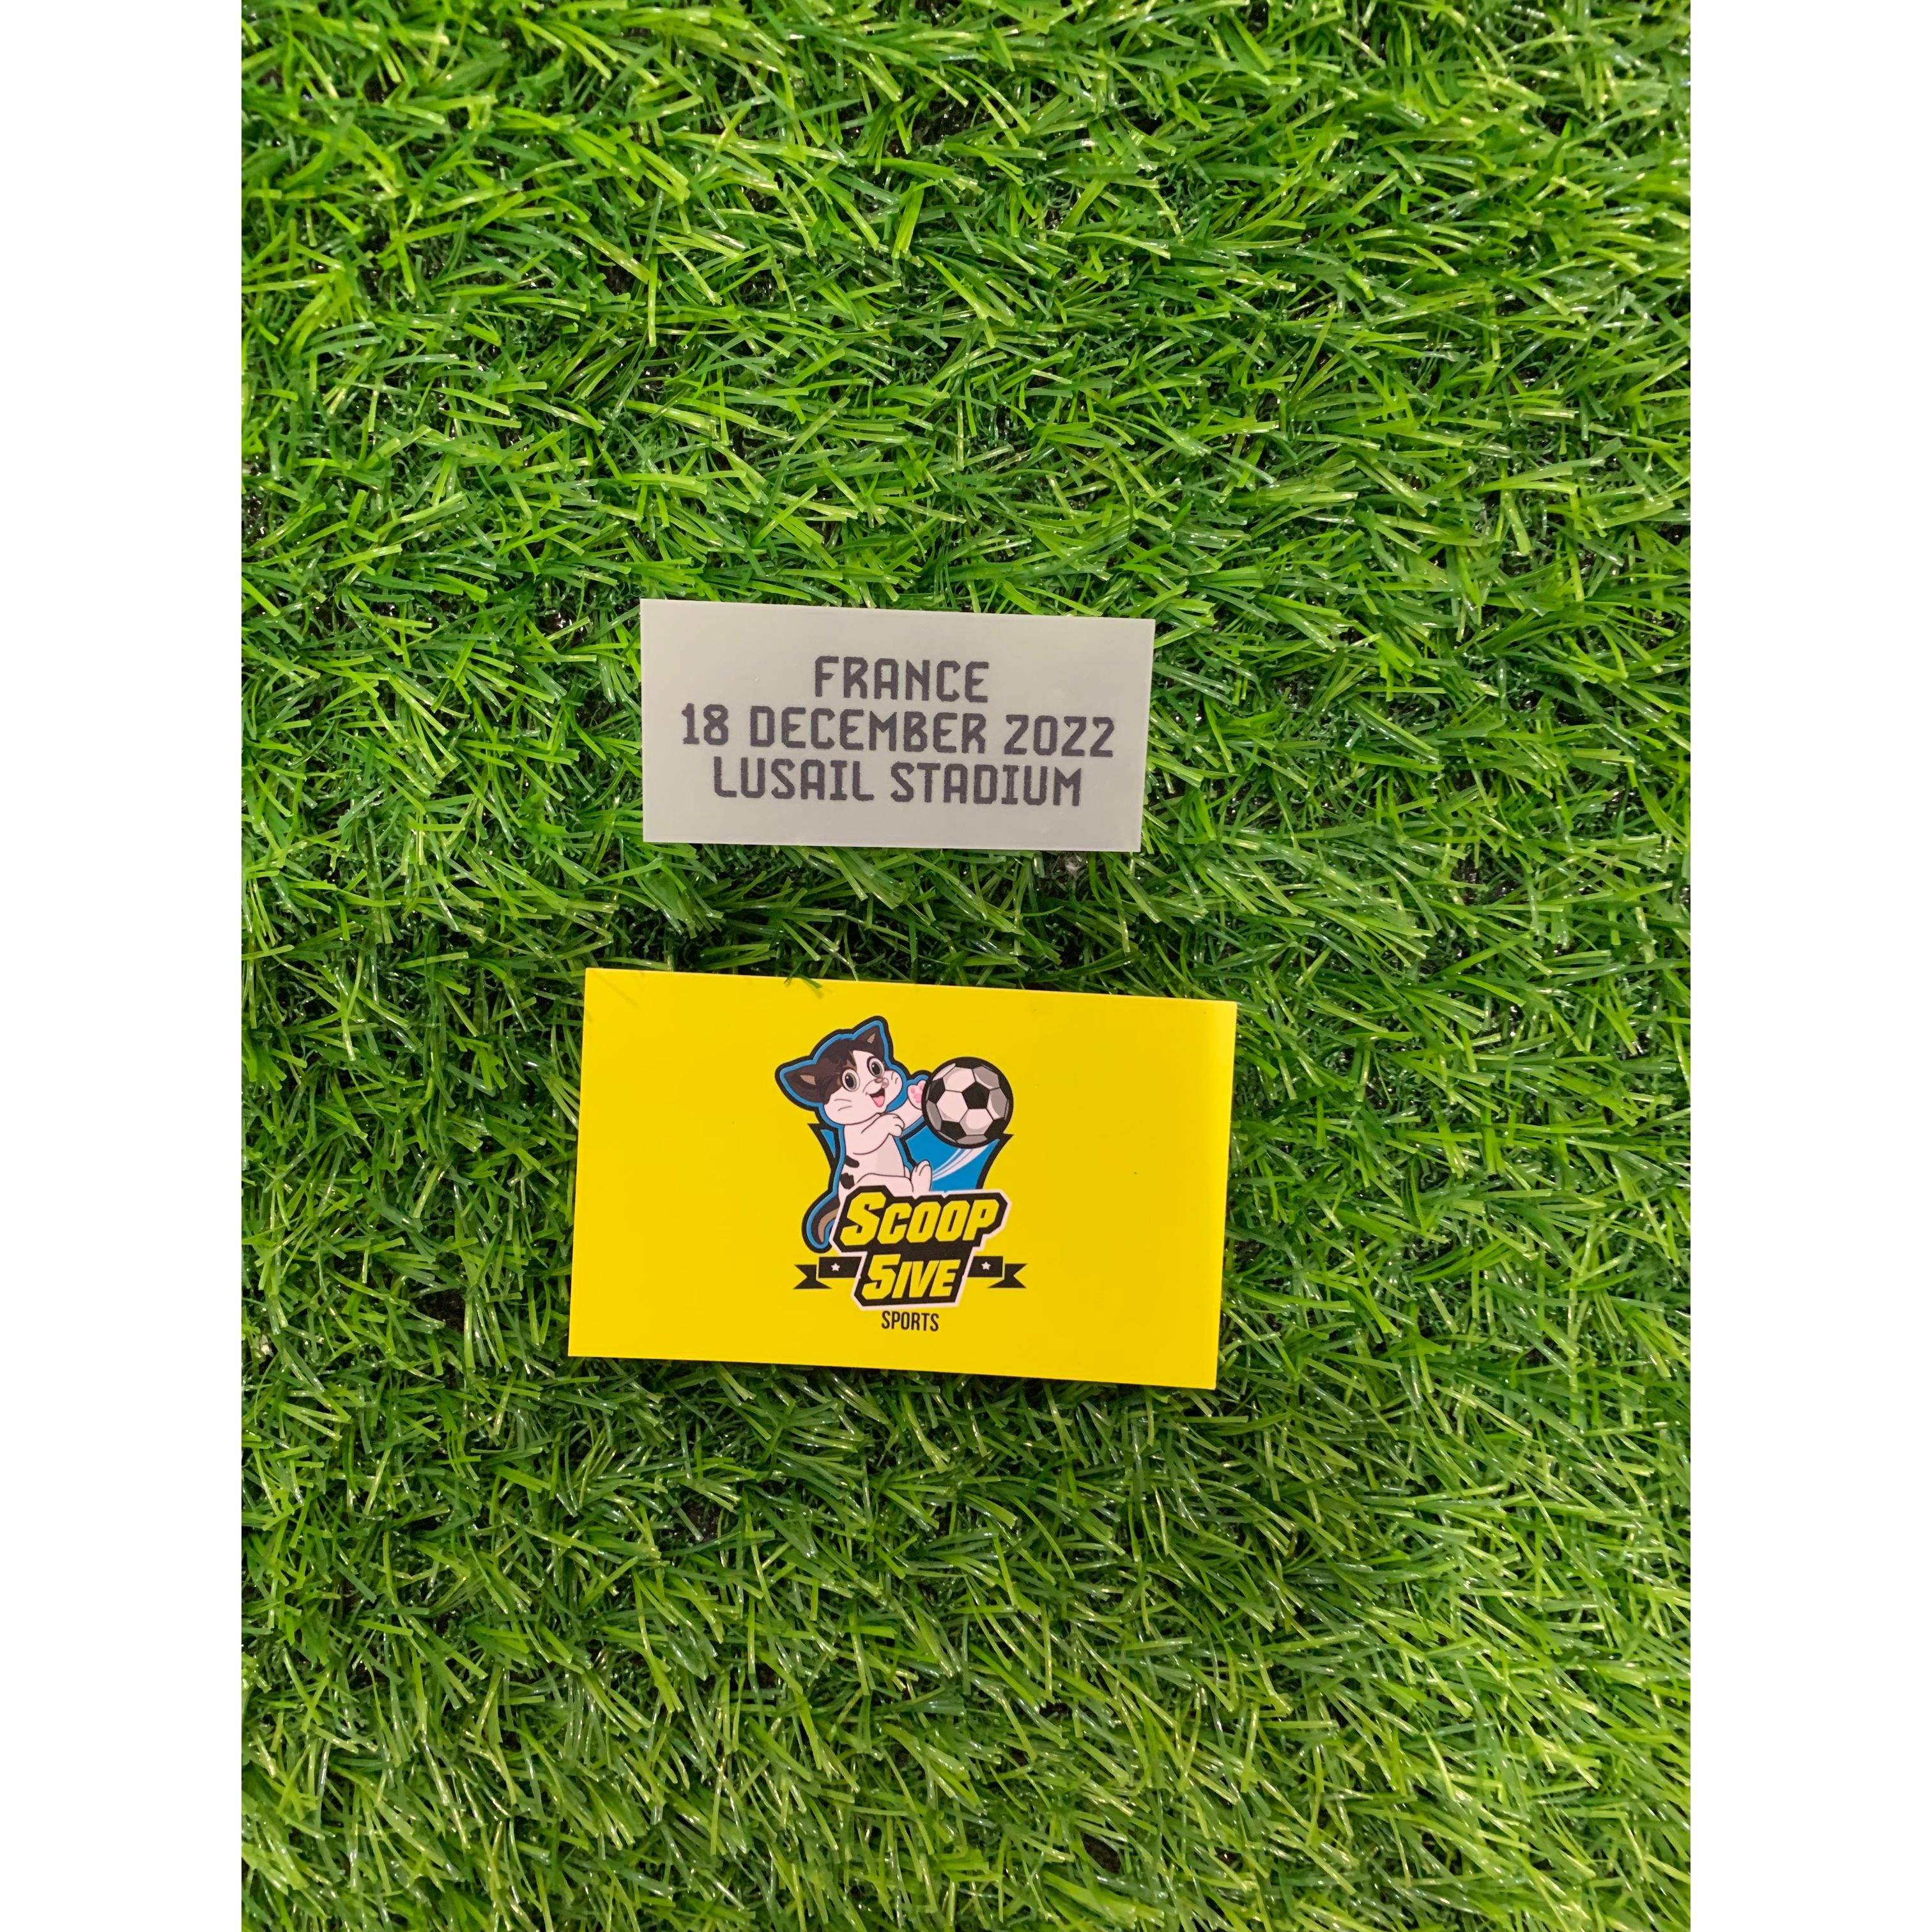 FRANCE
18 DECEMBER 2022
LUSAIL STADIUM
SCOOP
5IVE
SPORTS